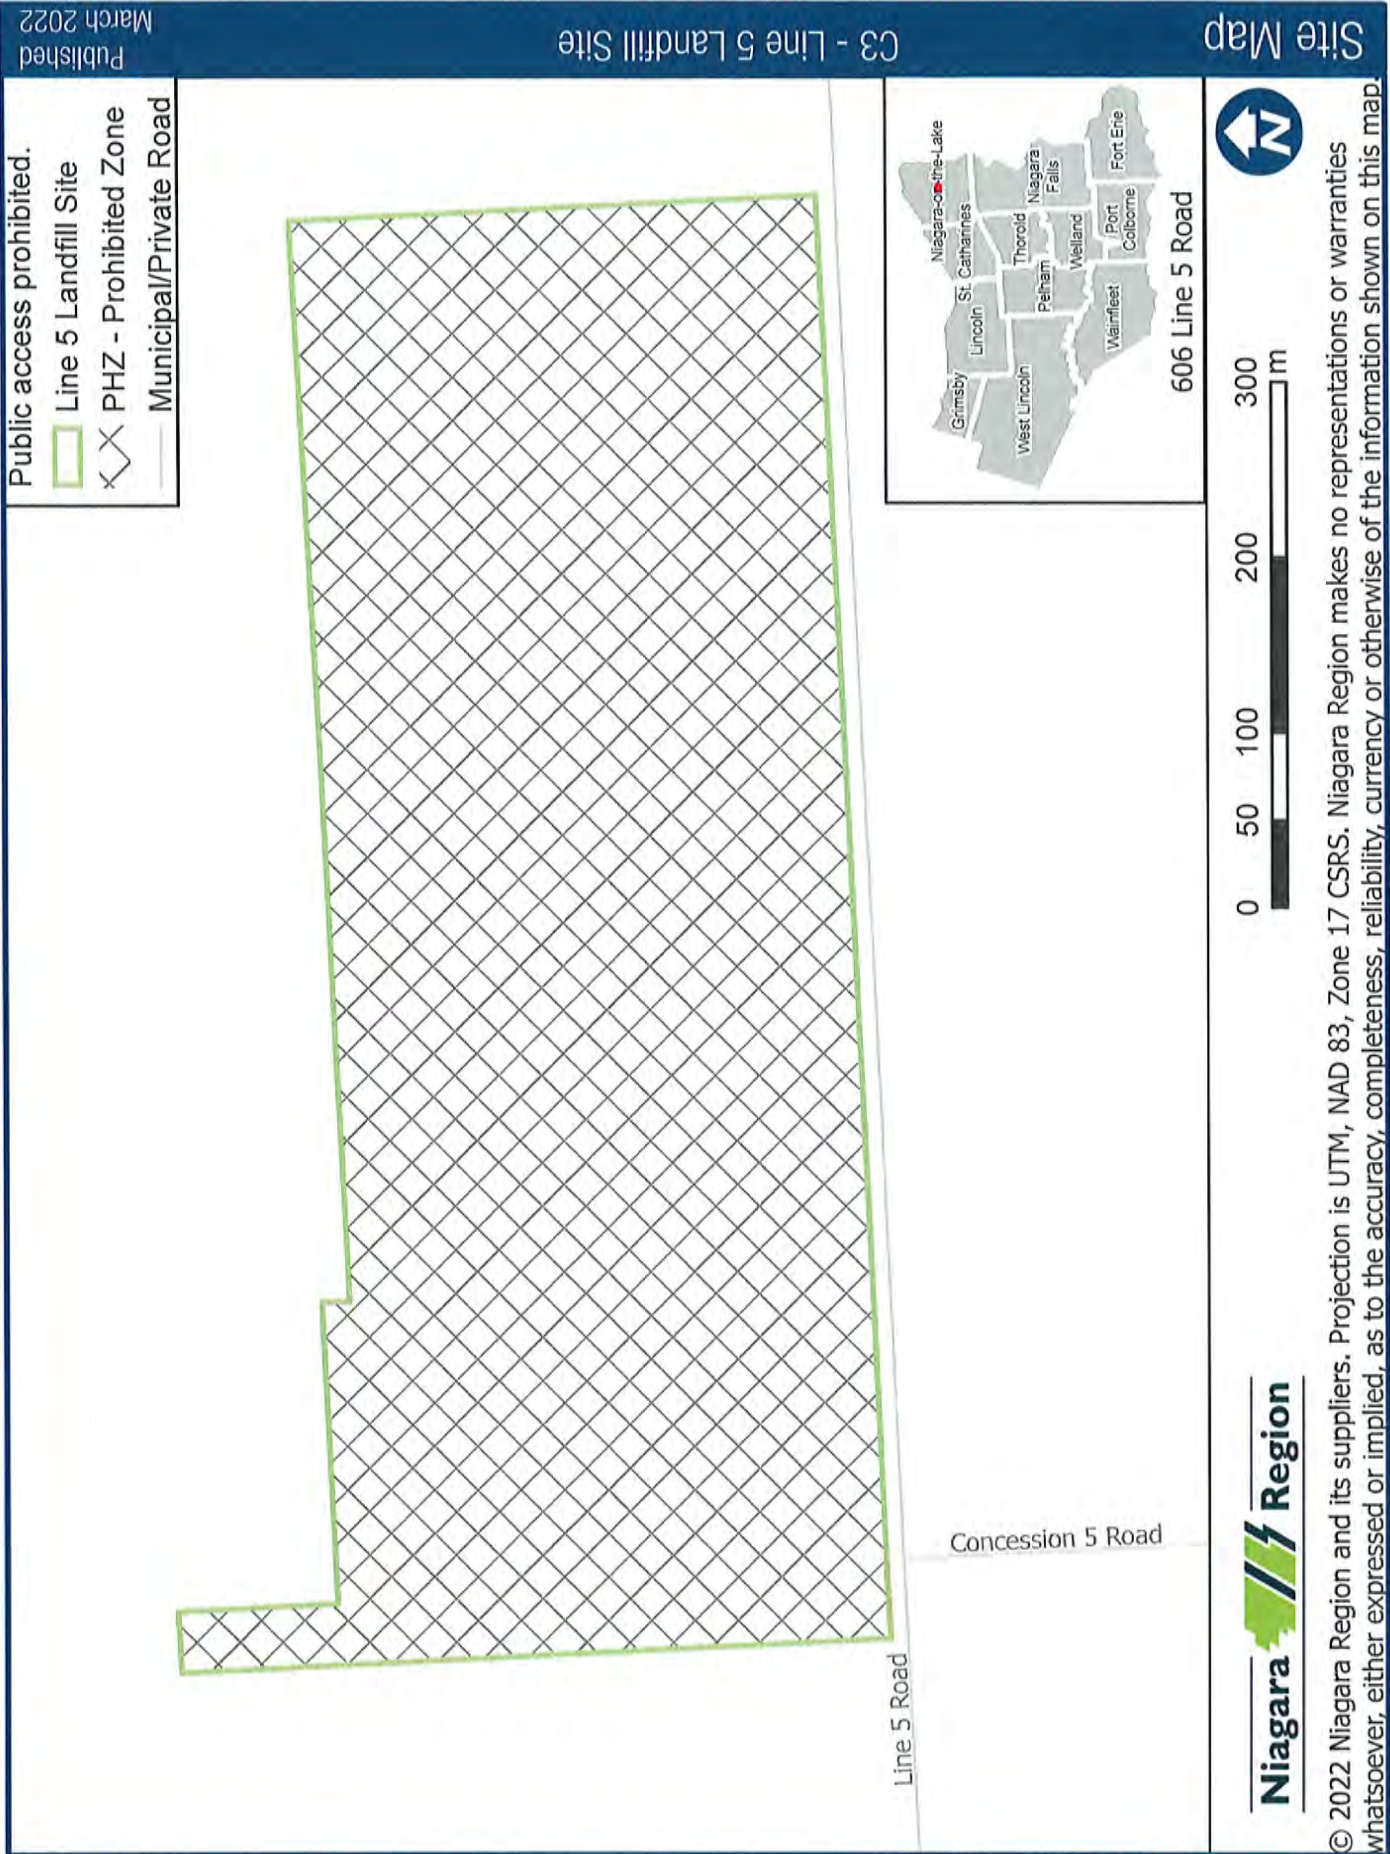 Public access prohibited.
Line 5 Landfill Site
PHZ - Prohibited Zone
Municipal/Private Road
Line 5 Road
Concession 5 Road
Grimsby
Lincoln
West Lincoln
St. Catharines
Niagara-on-the-Lake
Thorold
Niagara
Falls
Pelham
Welland
Wainfleet
Port
Colborne
Fort Erie
606 Line 5 Road
Niagara Region
0 50 100 200 300
m
N
© 2022 Niagara Region and its suppliers. Projection is UTM, NAD 83, Zone 17 CSRS. Niagara Region makes no representations or warranties
whatsoever, either expressed or implied, as to the accuracy, completeness, reliability, currency or otherwise of the information shown on this map.
Site Map
C3 - Line 5 Landfill Site
Published
March 2022